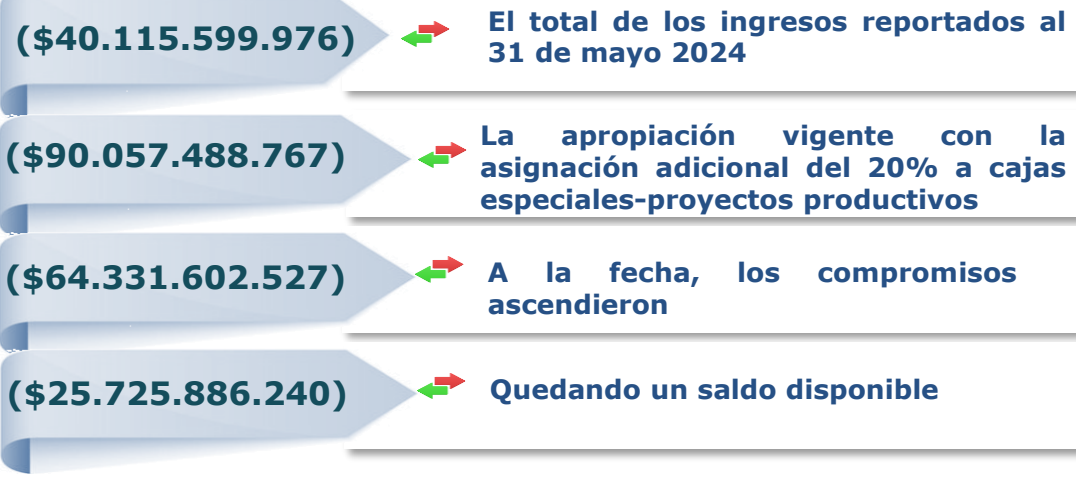 ($40.115.599.976)
El total de los ingresos reportados al
31 de mayo 2024
($90.057.488.767)
La apropiación vigente con la
asignación adicional del 20% a cajas
especiales-proyectos productivos
($64.331.602.527)
A la fecha, los compromisos
ascendieron
($25.725.886.240)
Quedando un saldo disponible